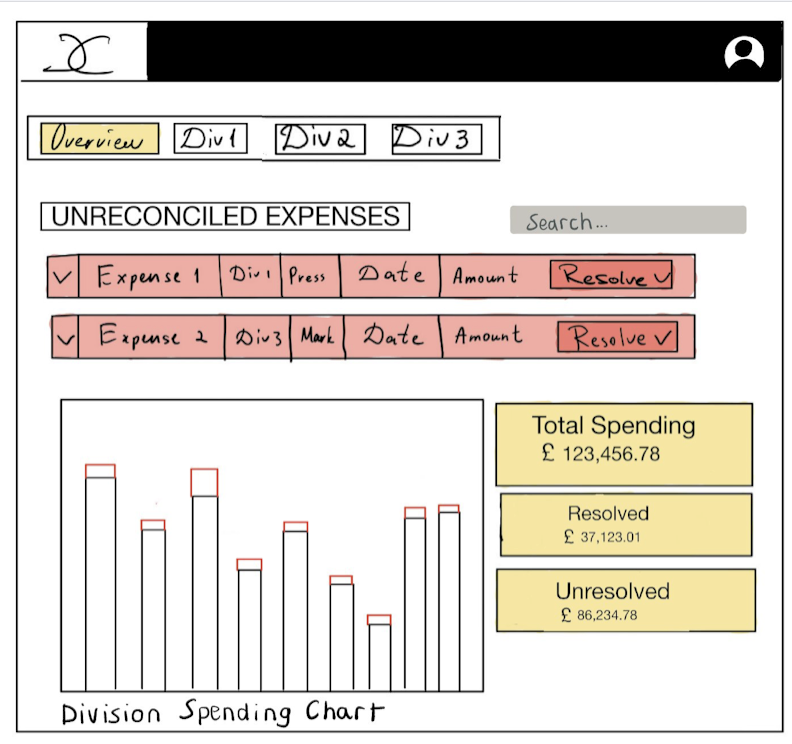 Overview Div1 Div2 Div3
UNRECONCILED EXPENSES
Search...
Expense 1 Div1 Press Date Amount Resolve
Expense 2 Div3 Mark Date Amount Resolve
Total Spending
£ 123,456.78
Resolved
£ 37,123.01
Unresolved
£ 86,234.78
Division Spending Chart